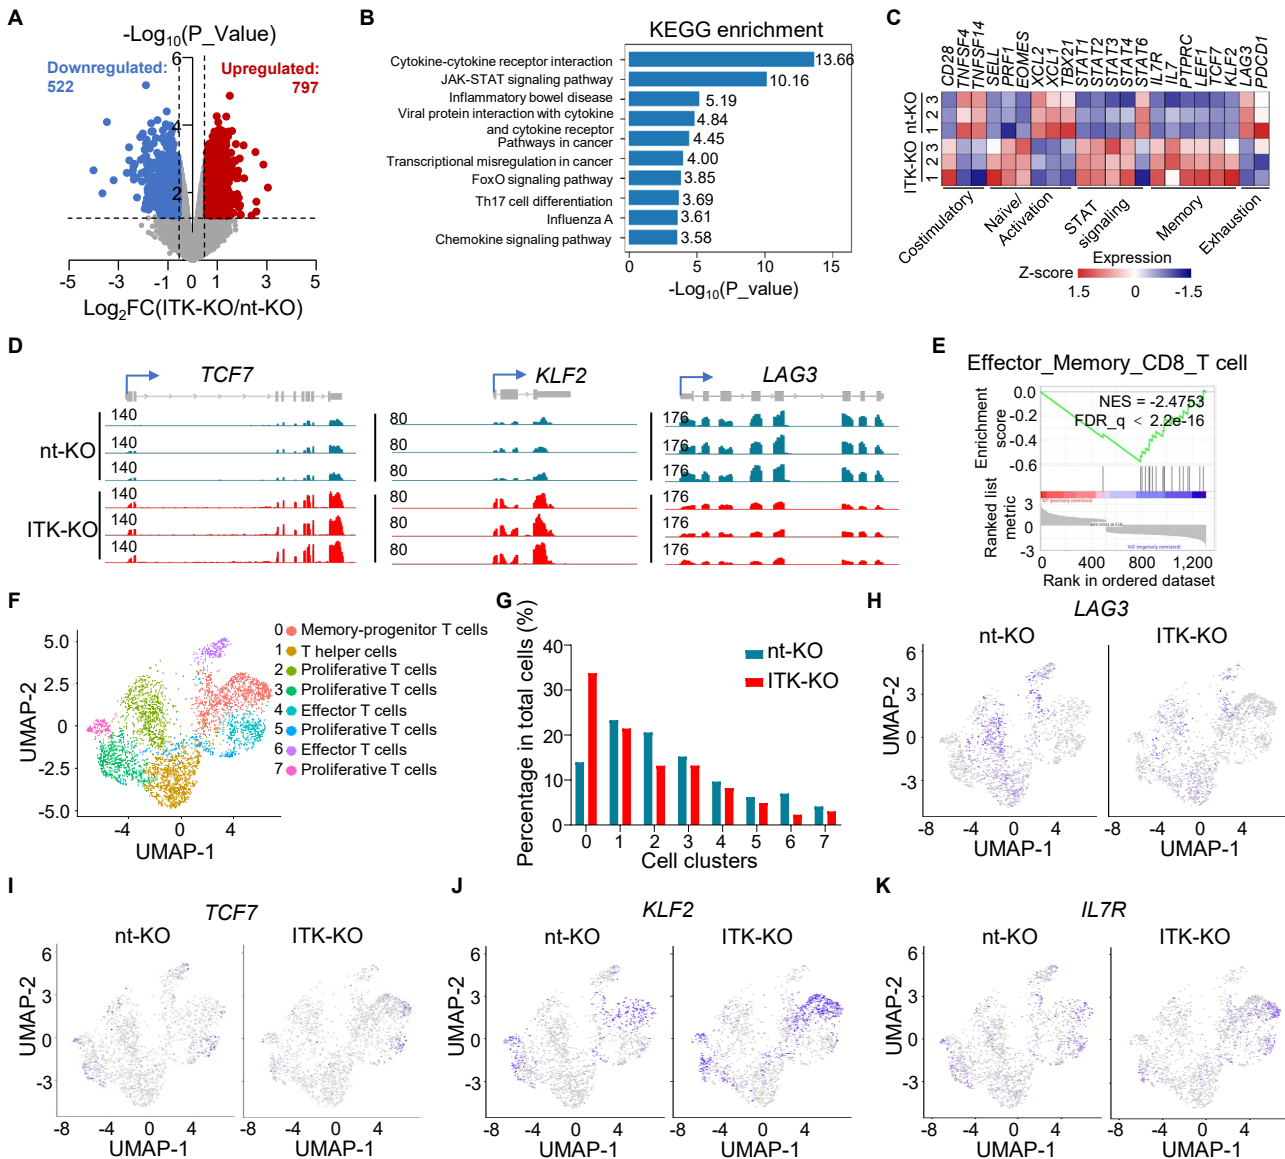 A
-Log10(P_Value)
Downregulated:
522
Upregulated:
797
6
4
2
-5
-3
-1
0
1
3
5
Log2FC(ITK-KO/nt-KO)
B
KEGG enrichment
Cytokine-cytokine receptor interaction
13.66
JAK-STAT signaling pathway
10.16
Inflammatory bowel disease
5.19
Viral protein interaction with cytokine
and cytokine receptor
4.84
Pathways in cancer
4.45
Transcriptional misregulation in cancer
4.00
FoxO signaling pathway
3.85
Th17 cell differentiation
3.69
Influenza A
3.61
Chemokine signaling pathway
3.58
0
5
10
15
-Log10(P_value)
C
CD28
TNFSF4
TNFSF14
SELL
PRF1
EOMES
XCL2
XCL1
TBX21
STAT1
STAT2
STAT3
STAT4
STAT6
IL7R
IL7
PTPRC
LEF1
TCF7
KLF2
LAG3
PDCD1
nt-KO
3
2
1
ITK-KO
3
2
1
Costimulatory
Naïve/
Activation
STAT
signaling
Memory
Exhaustion
Expression
Z-score
1.5
0
-1.5
D
TCF7
KLF2
LAG3
nt-KO
ITK-KO
140
80
176
140
80
176
140
80
176
140
80
176
140
80
176
140
80
176
E
Effector_Memory_CD8_T cell
NES = -2.4753
FDR_q < 2.2e-16
Enrichment
score
0.0
-0.2
-0.4
-0.6
Ranked list
metric
3
0
-3
0
400
800
1,200
Rank in ordered dataset
F
5.0
2.5
0
-2.5
-5.0
UMAP-2
-4
0
4
UMAP-1
0 Memory-progenitor T cells
1 T helper cells
2 Proliferative T cells
3 Proliferative T cells
4 Effector T cells
5 Proliferative T cells
6 Effector T cells
7 Proliferative T cells
G
Percentage in total cells (%)
40
30
20
10
0
nt-KO
ITK-KO
0
1
2
3
4
5
6
7
Cell clusters
H
LAG3
nt-KO
ITK-KO
UMAP-2
6
3
0
-3
-8
-4
0
4
-8
-4
0
4
UMAP-1
UMAP-1
I
TCF7
nt-KO
ITK-KO
UMAP-2
6
3
0
-3
-8
-4
0
4
-8
-4
0
4
UMAP-1
UMAP-1
J
KLF2
nt-KO
ITK-KO
UMAP-2
6
3
0
-3
-8
-4
0
4
-8
-4
0
4
UMAP-1
UMAP-1
K
IL7R
nt-KO
ITK-KO
UMAP-2
6
3
0
-3
-8
-4
0
4
-8
-4
0
4
UMAP-1
UMAP-1